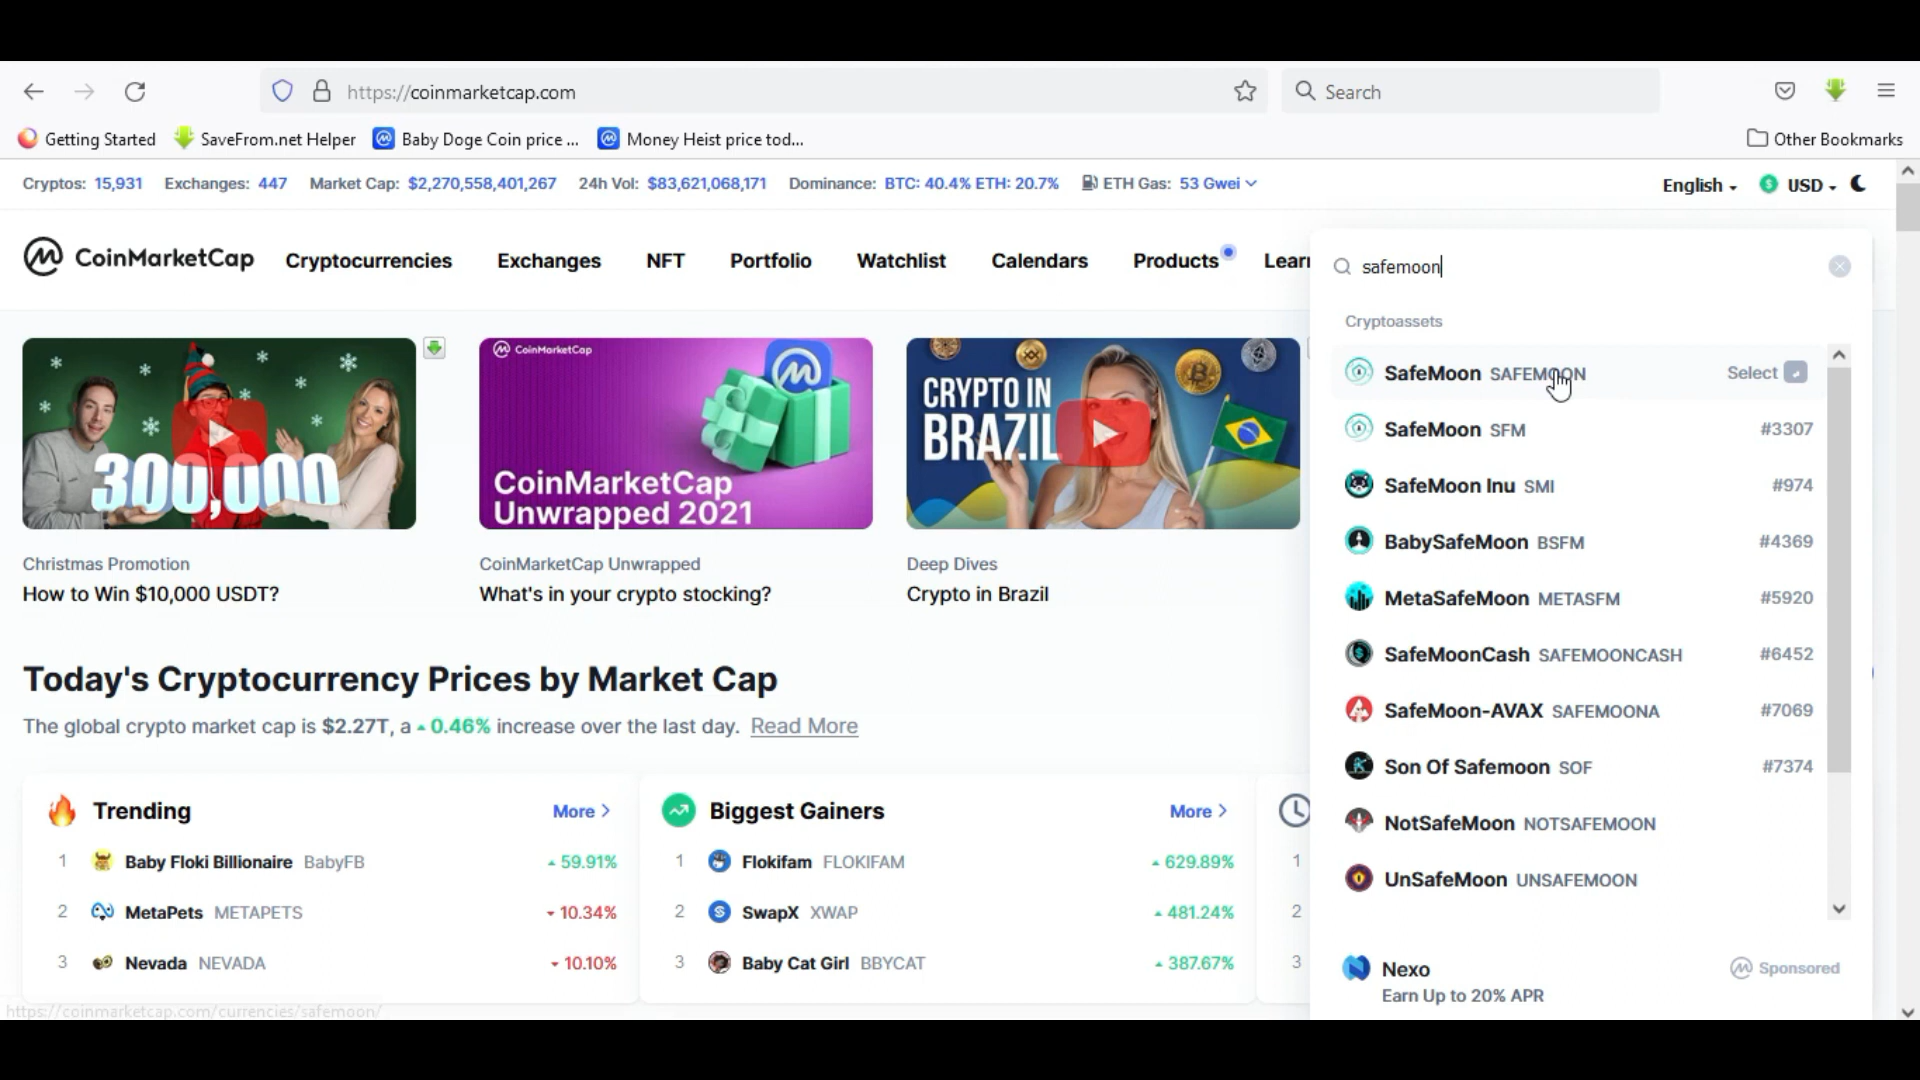 https://coinmarketcap.com
Search
Getting Started
SaveFrom.net Helper
Baby Doge Coin price ...
Money Heist price tod...
Other Bookmarks
Cryptos: 15,931 Exchanges: 447 Market Cap: $2,270,558,401,267 24h Vol: $83,621,068,171 Dominance: BTC: 40.4% ETH: 20.7% ETH Gas: 53 Gwei
English
USD
CoinMarketCap
Cryptocurrencies
Exchanges
NFT
Portfolio
Watchlist
Calendars
Products
Learn
safemoon
Cryptoassets
SafeMoon SAFEMOON Select
SafeMoon SFM #3307
SafeMoon Inu SMI #974
BabySafeMoon BSFM #4369
MetaSafeMoon METASFM #5920
SafeMoonCash SAFEMOONCASH #6452
SafeMoon-AVAX SAFEMOONA #7069
Son Of Safemoon SOF #7374
NotSafeMoon NOTSAFEMOON
UnSafeMoon UNSAFEMOON
Nexo
Sponsored
Earn Up to 20% APR
300,000
CoinMarketCap
CoinMarketCap
Unwrapped 2021
CRYPTO IN
BRAZIL
Christmas Promotion
How to Win $10,000 USDT?
CoinMarketCap Unwrapped
What's in your crypto stocking?
Deep Dives
Crypto in Brazil
Today's Cryptocurrency Prices by Market Cap
The global crypto market cap is $2.27T, a 0.46% increase over the last day. Read More
Trending
More
1 Baby Floki Billionaire BabyFB 59.91%
2 MetaPets METAPETS 10.34%
3 Nevada NEVADA 10.10%
Biggest Gainers
More
1 Flokifam FLOKIFAM 629.89%
2 SwapX XWAP 481.24%
3 Baby Cat Girl BBYCAT 387.67%
1
2
3
https://coinmarketcap.com/currencies/safemoon/